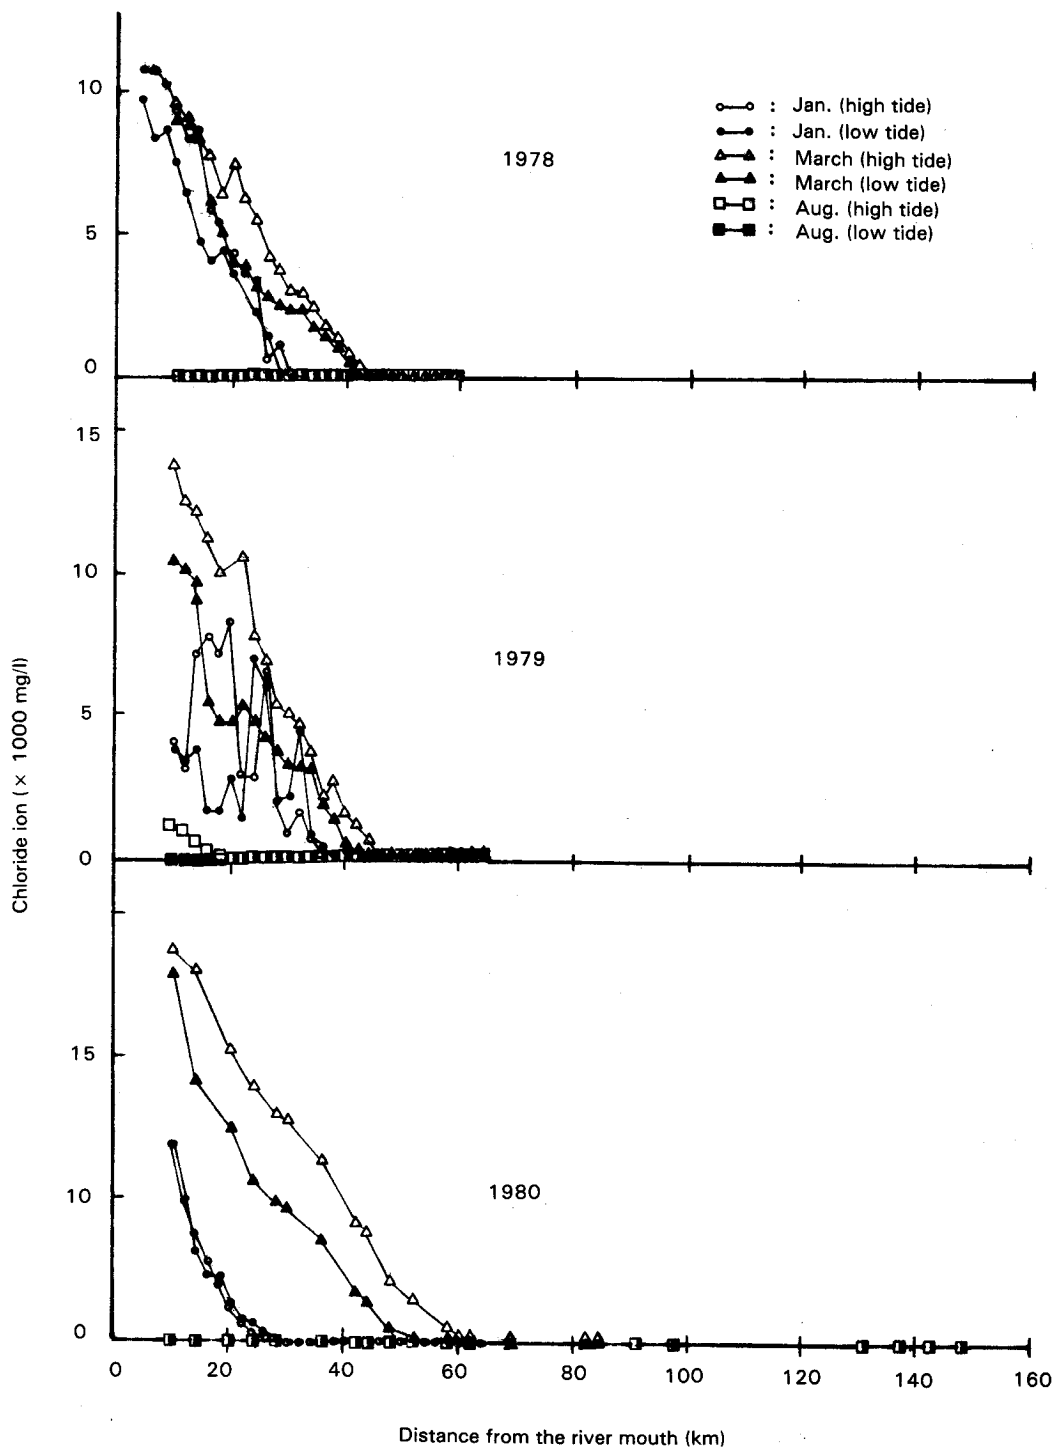 10
5
0
1978
: Jan. (high tide)
: Jan. (low tide)
: March (high tide)
: March (low tide)
: Aug. (high tide)
: Aug. (low tide)
15
10
5
0
1979
Chloride ion (× 1000 mg/l)
15
10
0
1980
0 20 40 60 80 100 120 140 160
Distance from the river mouth (km)